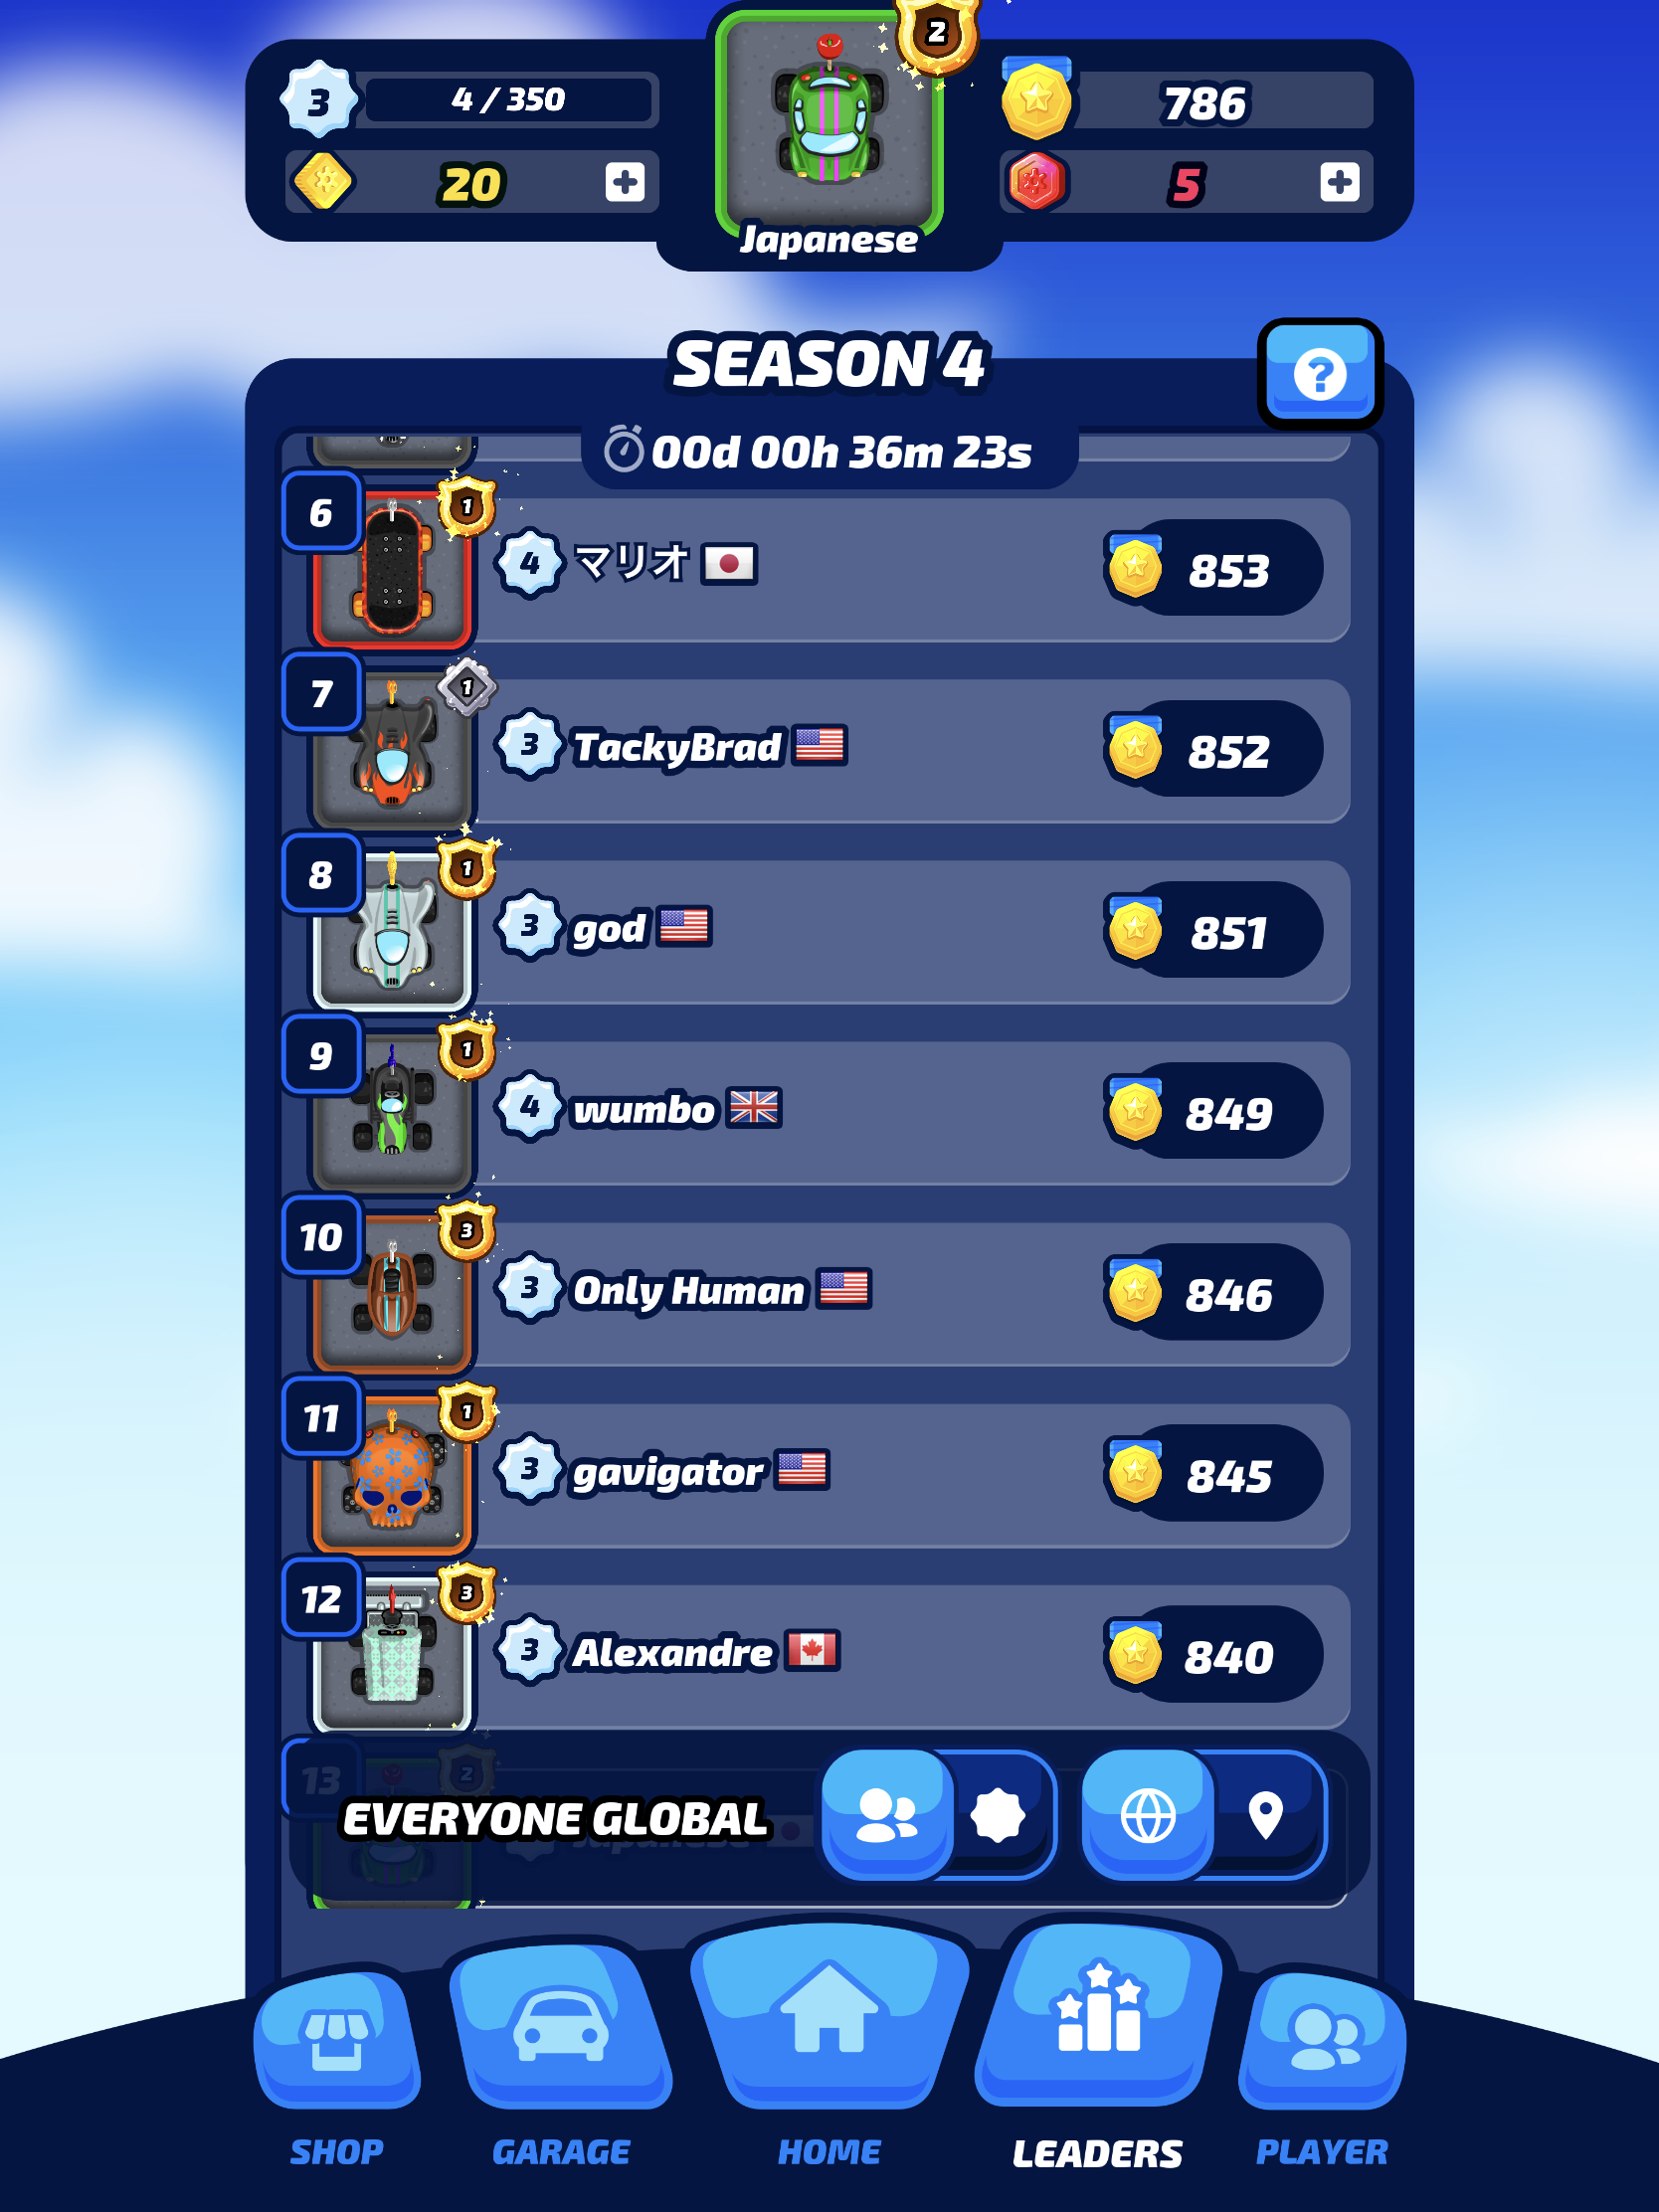 3
4 / 350
2
786
20
5
Japanese
SEASON 4
00d 00h 36m 23s
6
1
4
マリオ
853
7
1
3
TackyBrad
852
8
1
3
god
851
9
1
4
wumbo
849
10
3
3
Only Human
846
11
1
3
gavigator
845
12
3
3
Alexandre
840
13
2
Japanese
EVERYONE GLOBAL
SHOP
GARAGE
HOME
LEADERS
PLAYER